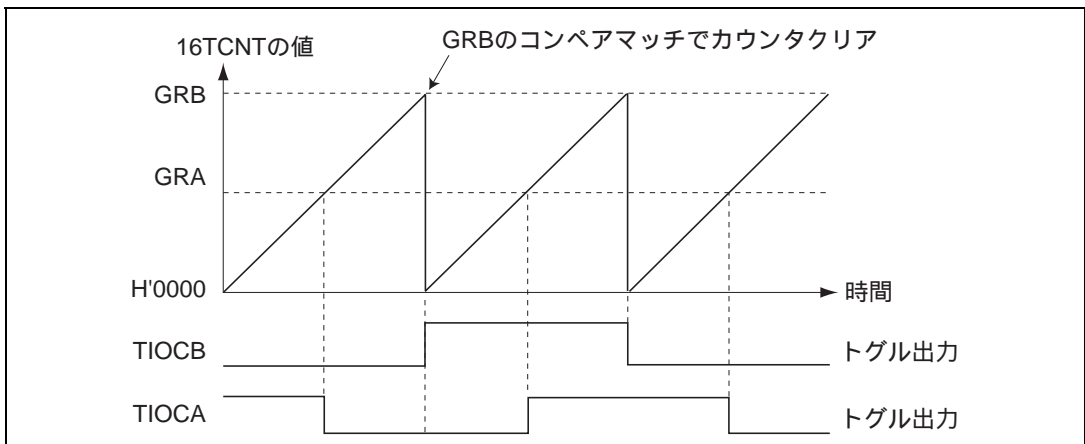 16TCNTの値
GRBのコンペアマッチでカウンタクリア
GRB
GRA
H'0000
時間
TIOCB
トグル出力
TIOCA
トグル出力